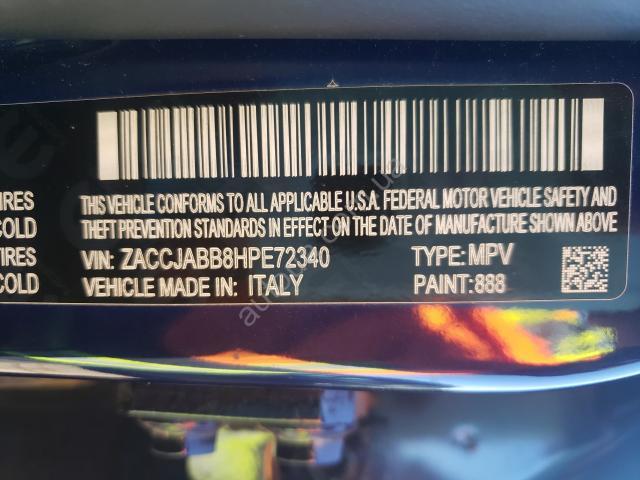 IRES
COLD
IRES
COLD
THIS VEHICLE CONFORMS TO ALL APPLICABLE U.S.A. FEDERAL MOTOR VEHICLE SAFETY AND
THEFT PREVENTION STANDARDS IN EFFECT ON THE DATE OF MANUFACTURING SHOWN ABOVE
VIN: ZACCJABB8HPE72340 TYPE: MPV
VEHICLE MADE IN: ITALY PAINT:888